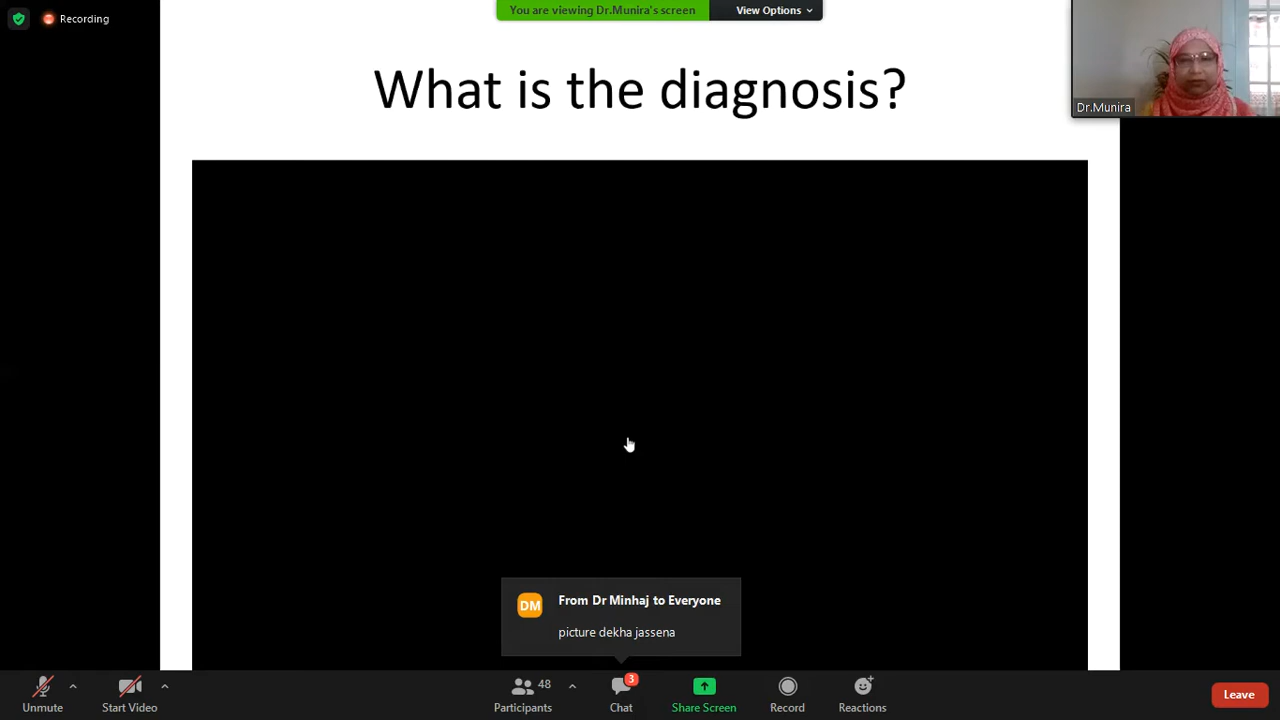 Recording
You are viewing Dr.Munira's screen
View Options
Dr.Munira
What is the diagnosis?
DM
From Dr Minhaj to Everyone
picture dekha jassena
Unmute
Start Video
48
Participants
3
Chat
Share Screen
Record
Reactions
Leave